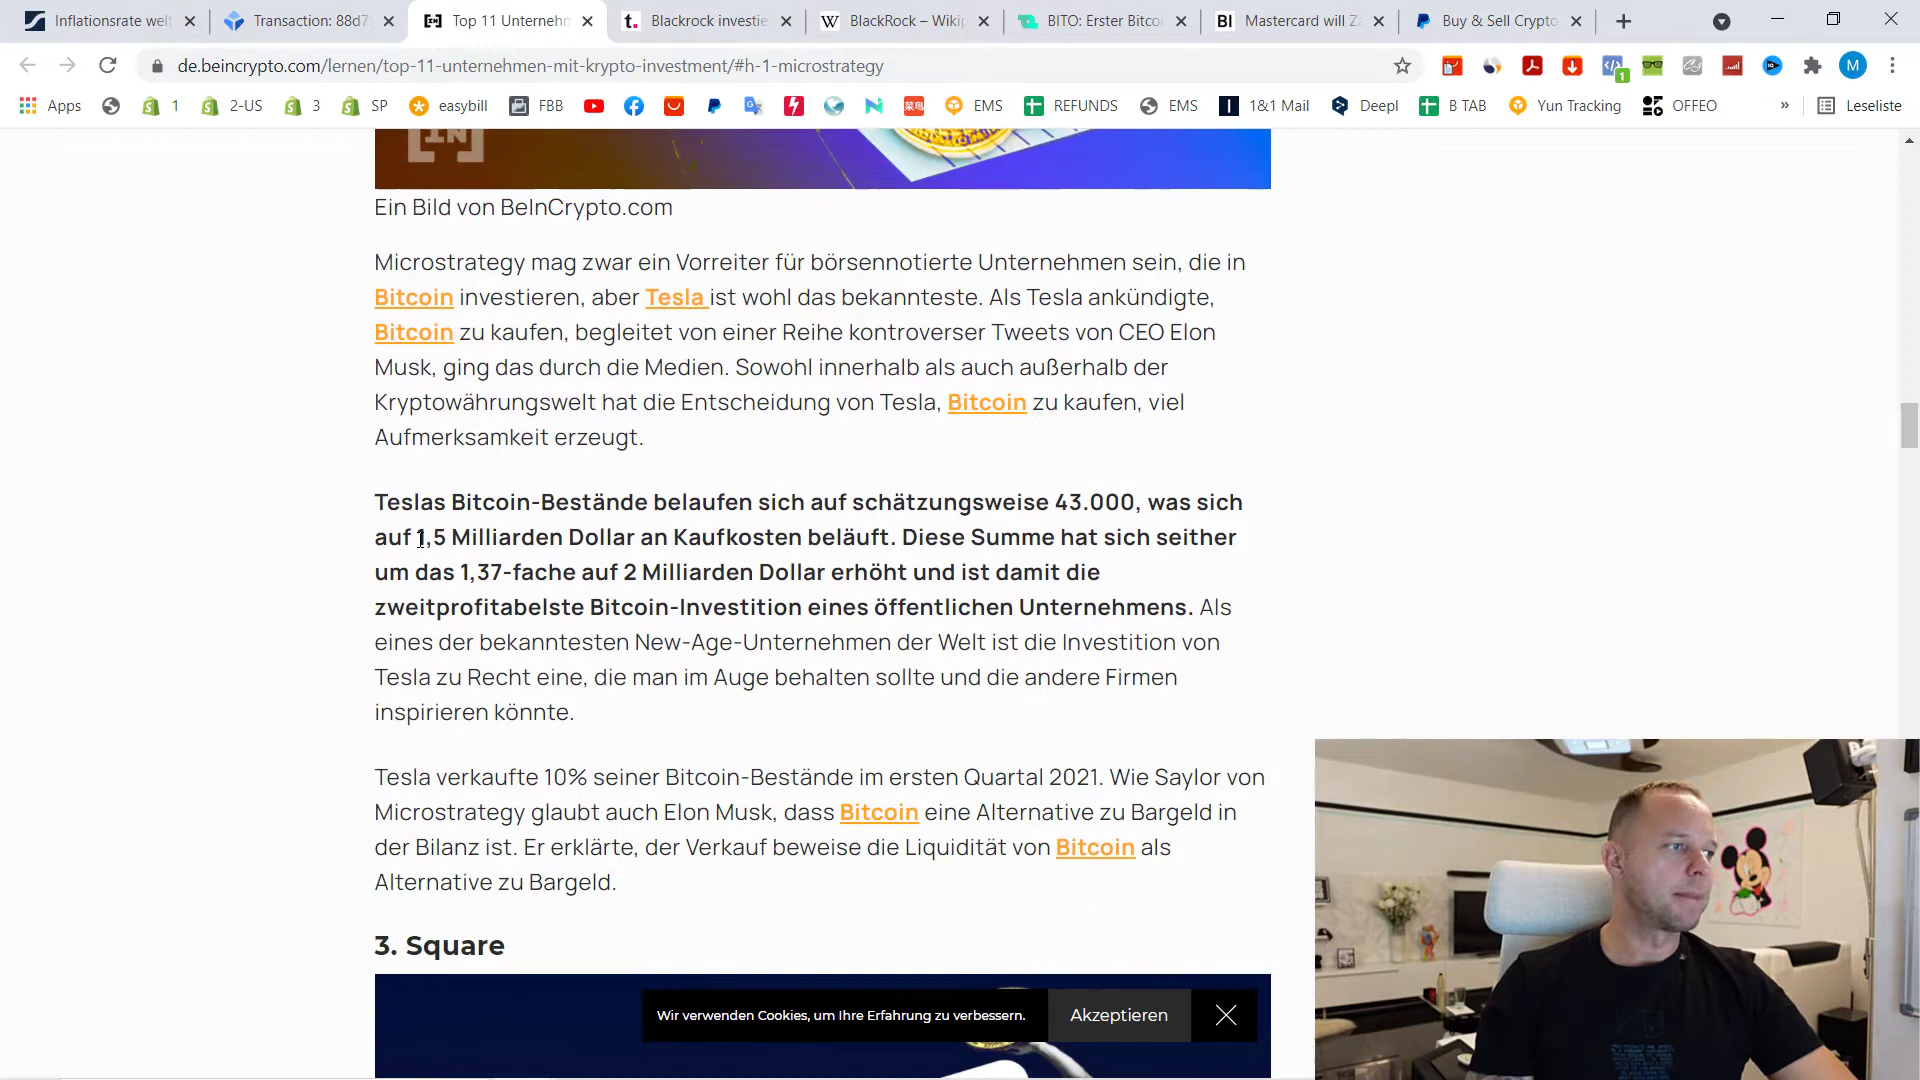 Inflationsrate welt
Transaction: 88d7
Top 11 Unternehm
Blackrock investie
BlackRock – Wikip
BITO: Erster Bitco
Mastercard will Za
Buy & Sell Crypto
de.beincrypto.com/lernen/top-11-unternehmen-mit-krypto-investment/#h-1-microstrategy
Apps
1
2-US
3
SP
easybill
FBB
EMS
REFUNDS
EMS
1&1 Mail
Deepl
B TAB
Yun Tracking
OFFEO
»
Leseliste
[IN]
Ein Bild von BeInCrypto.com
Microstrategy mag zwar ein Vorreiter für börsennotierte Unternehmen sein, die in
Bitcoin investieren, aber Tesla ist wohl das bekannteste. Als Tesla ankündigte,
Bitcoin zu kaufen, begleitet von einer Reihe kontroverser Tweets von CEO Elon
Musk, ging das durch die Medien. Sowohl innerhalb als auch außerhalb der
Kryptowährungswelt hat die Entscheidung von Tesla, Bitcoin zu kaufen, viel
Aufmerksamkeit erzeugt.
Teslas Bitcoin-Bestände belaufen sich auf schätzungsweise 43.000, was sich
auf 1,5 Milliarden Dollar an Kaufkosten beläuft. Diese Summe hat sich seither
um das 1,37-fache auf 2 Milliarden Dollar erhöht und ist damit die
zweitprofitabelste Bitcoin-Investition eines öffentlichen Unternehmens. Als
eines der bekanntesten New-Age-Unternehmen der Welt ist die Investition von
Tesla zu Recht eine, die man im Auge behalten sollte und die andere Firmen
inspirieren könnte.
Tesla verkaufte 10% seiner Bitcoin-Bestände im ersten Quartal 2021. Wie Saylor von
Microstrategy glaubt auch Elon Musk, dass Bitcoin eine Alternative zu Bargeld in
der Bilanz ist. Er erklärte, der Verkauf beweise die Liquidität von Bitcoin als
Alternative zu Bargeld.
3. Square
Wir verwenden Cookies, um Ihre Erfahrung zu verbessern.
Akzeptieren